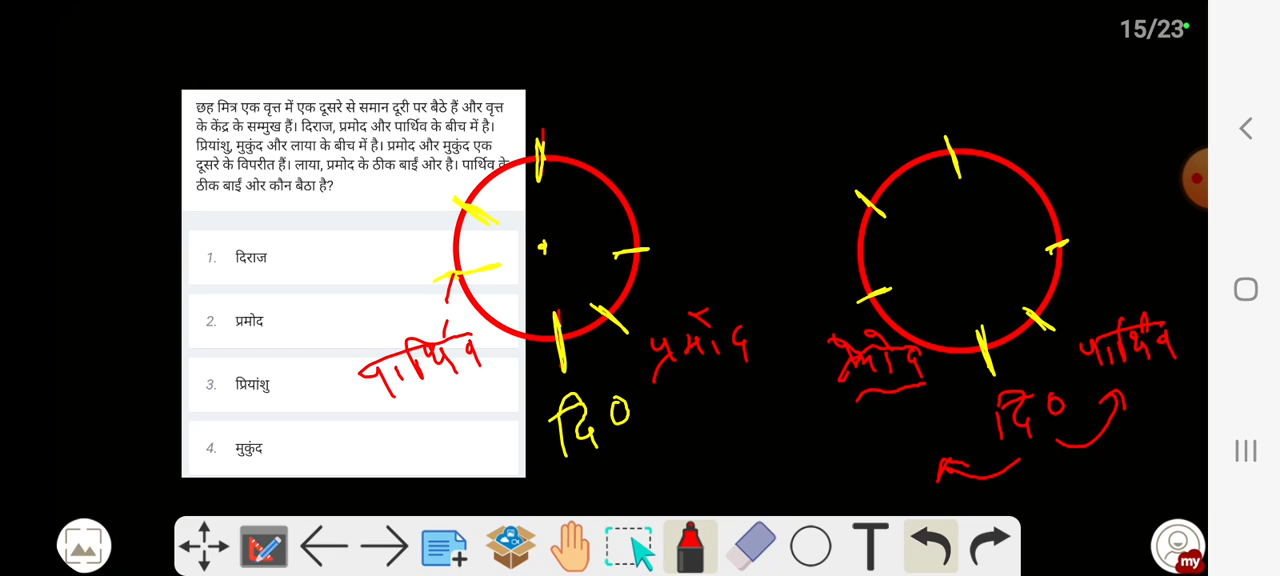 15/23
छह मित्र एक वृत्त में एक दूसरे से समान दूरी पर बैठे हैं और वृत्त
के केंद्र के सम्मुख हैं। दिराज, प्रमोद और पार्थिव के बीच में है।
प्रियांशु, मुकुंद और लाया के बीच में है। प्रमोद और मुकुंद एक
दूसरे के विपरीत हैं। लाया, प्रमोद के ठीक बाईं ओर है। पार्थिव के
ठीक बाईं ओर कौन बैठा है?
1. दिराज
2. प्रमोद
3. प्रियांशु
4. मुकुंद
पार्थिव
प्रमोद
दि०
प्रमोद
पार्थिव
दि०
T
my